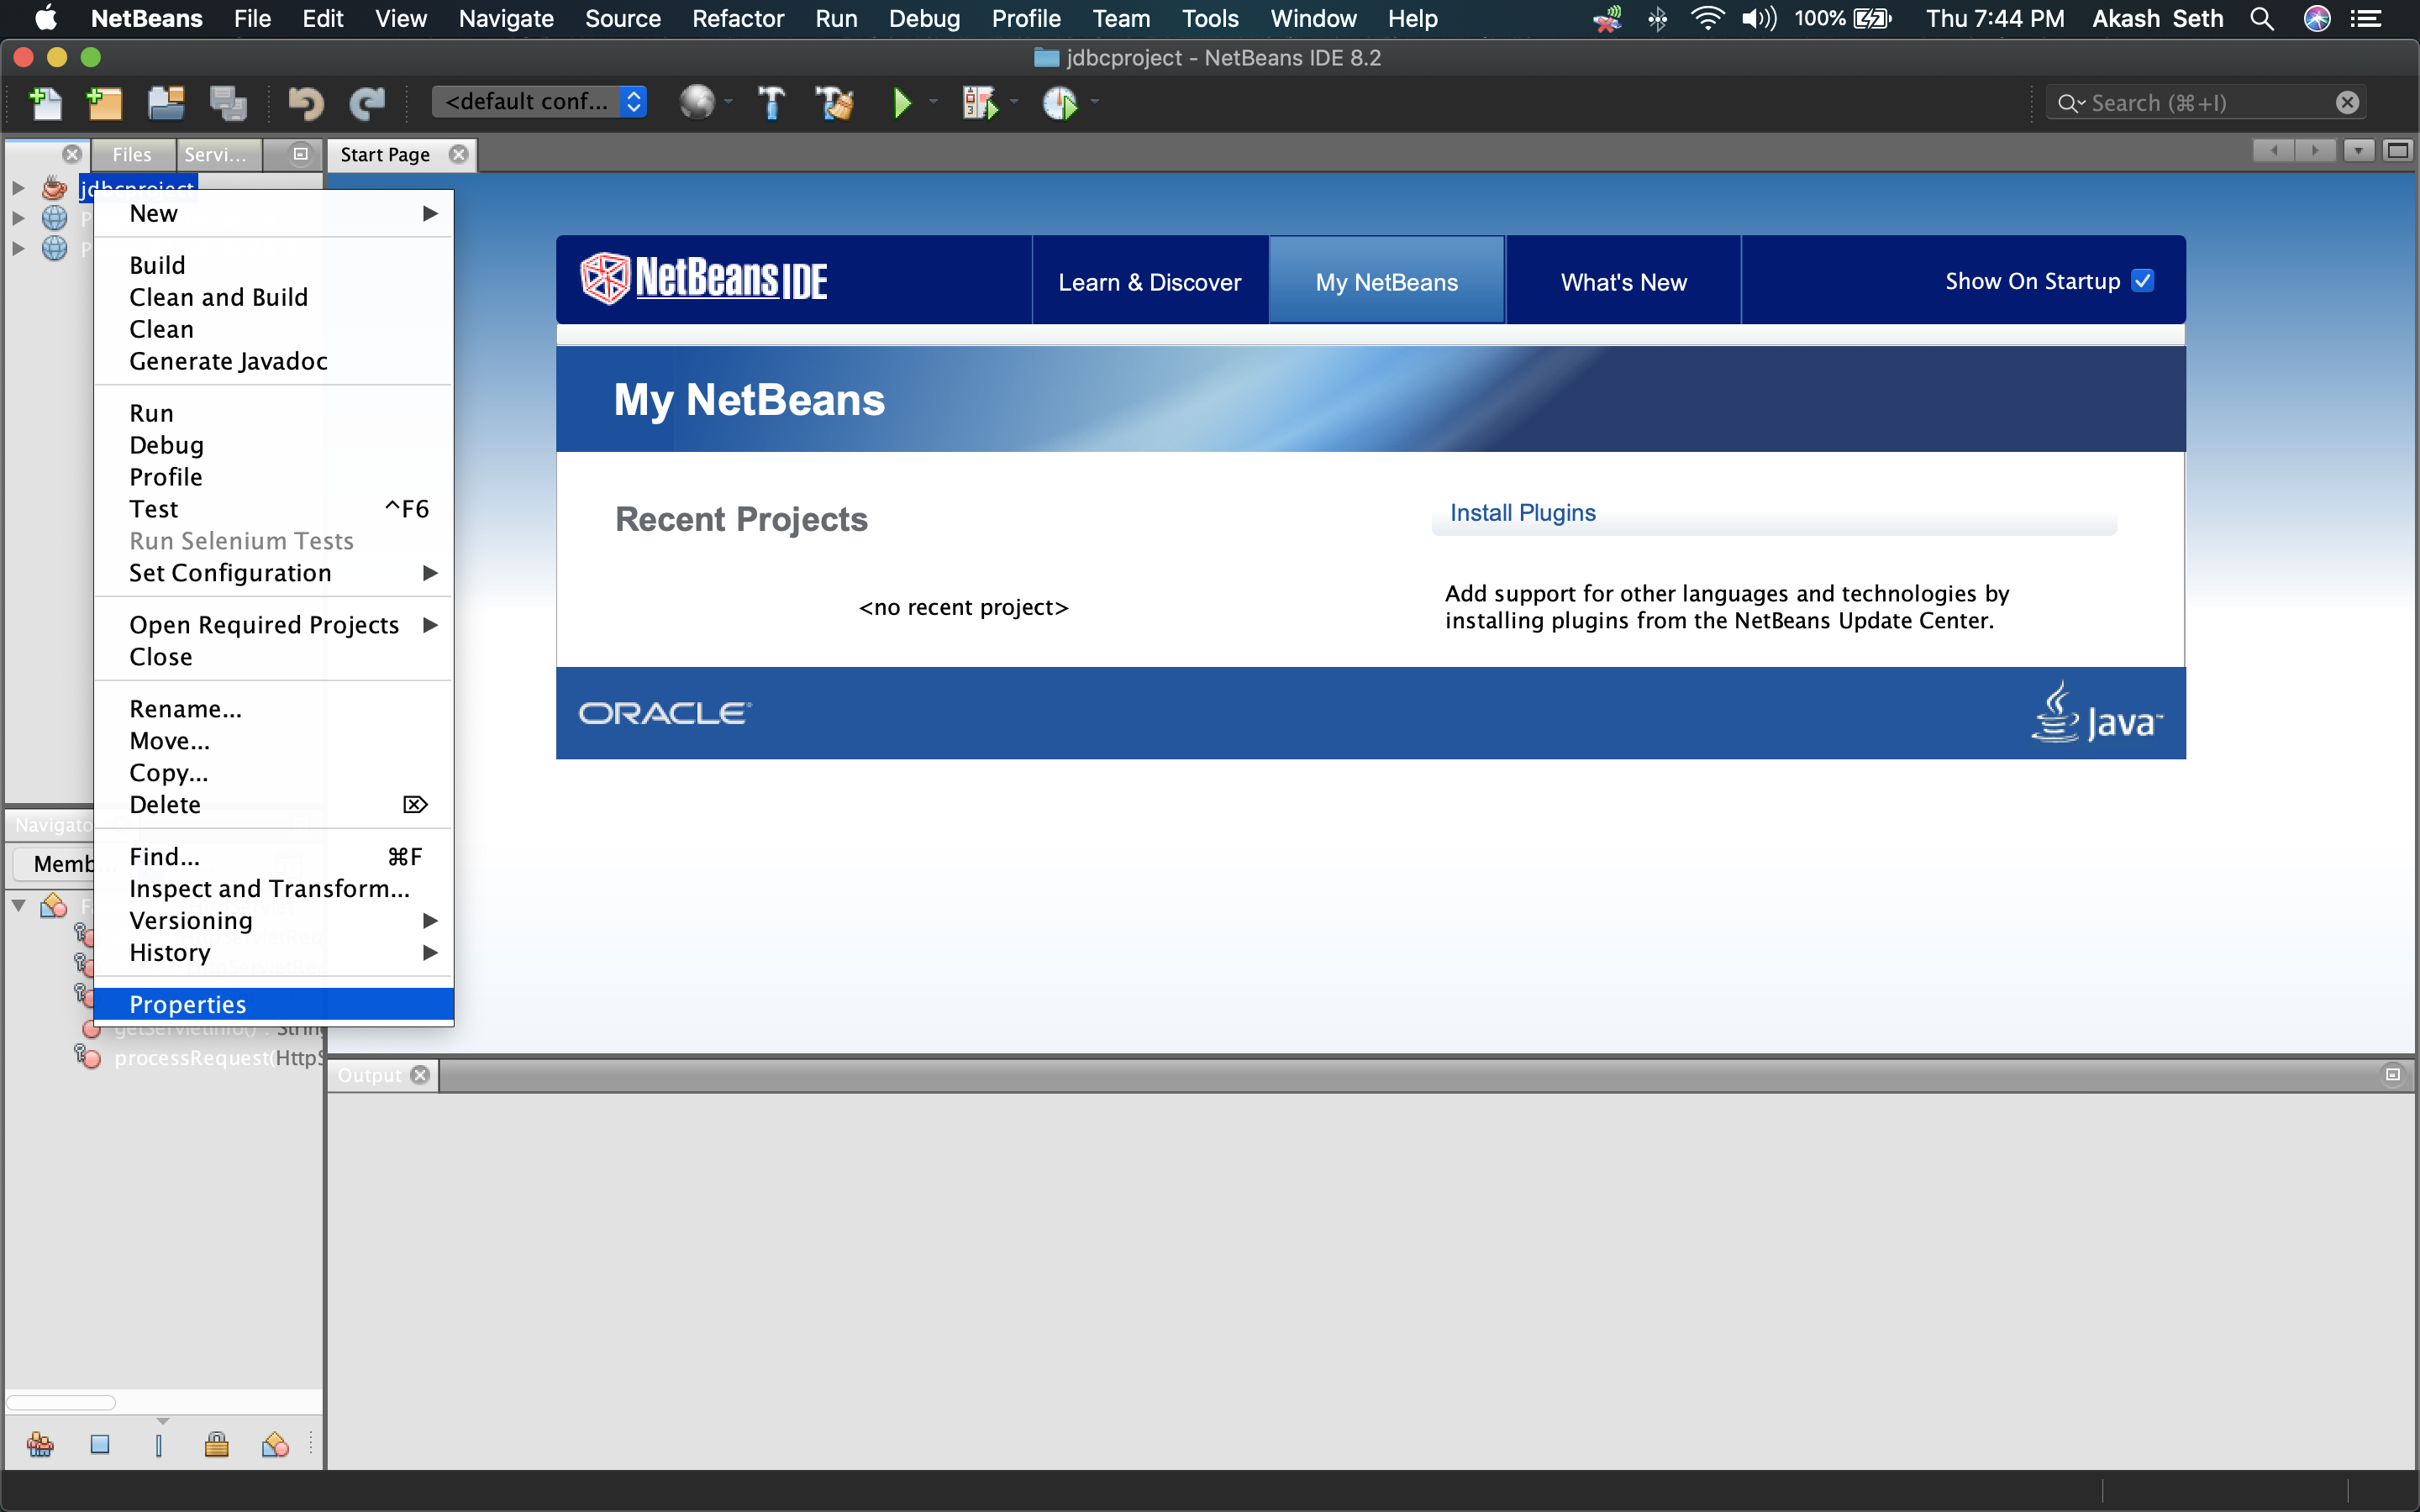 NetBeans File Edit View Navigate Source Refactor Run Debug Profile Team Tools Window Help 100% Thu 7:44 PM Akash Seth
jdbcproject - NetBeans IDE 8.2
<default conf... Search (⌘+I)
Files Servi... Start Page
jdbcproject
P
P
New
Build
Clean and Build
Clean
Generate Javadoc
Run
Debug
Profile
Test ^F6
Run Selenium Tests
Set Configuration
Open Required Projects
Close
Rename...
Move...
Copy...
Delete
Find... ⌘F
Inspect and Transform...
Versioning
History
Properties
NetBeans IDE Learn & Discover My NetBeans What's New Show On Startup
My NetBeans
Recent Projects
<no recent project>
Install Plugins
Add support for other languages and technologies by
installing plugins from the NetBeans Update Center.
ORACLE Java
Navigato
Memb
getServletInfo() : String
processRequest(HttpS
Output